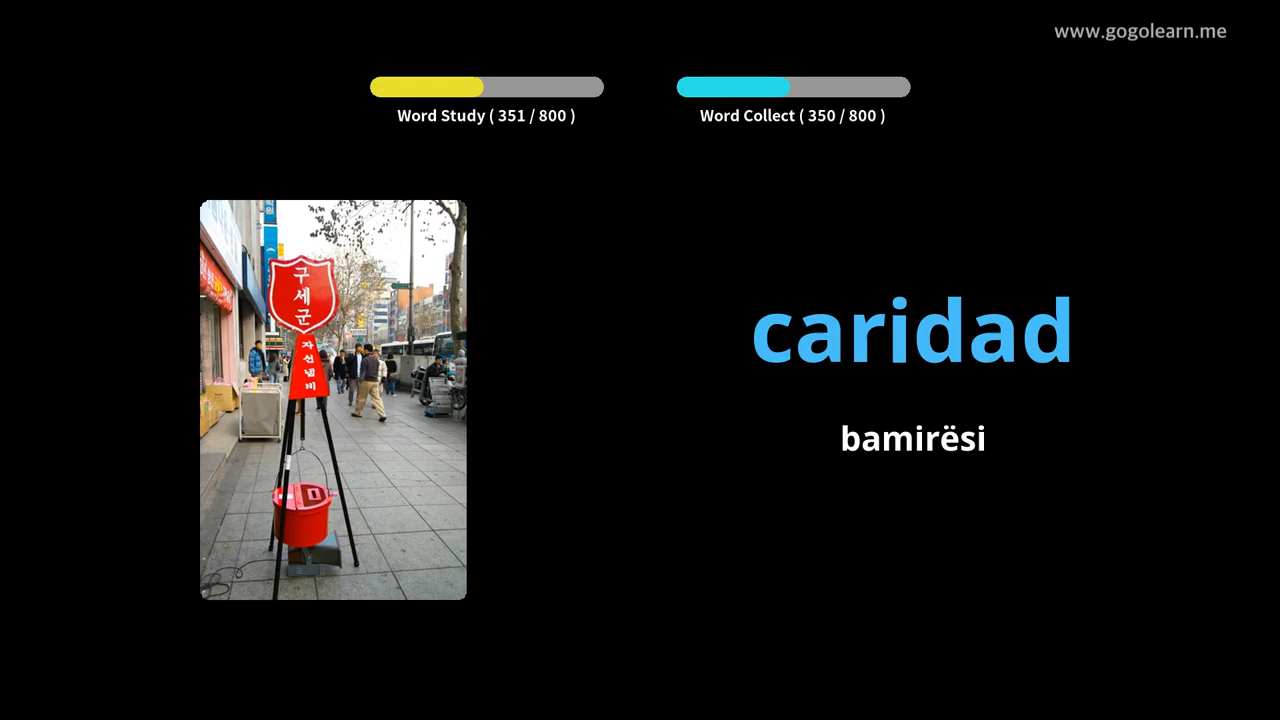 www.gogolearn.me
Word Study ( 351 / 800 )
Word Collect ( 350 / 800 )
구
세
군
자
선
냄
비
caridad
bamirësi